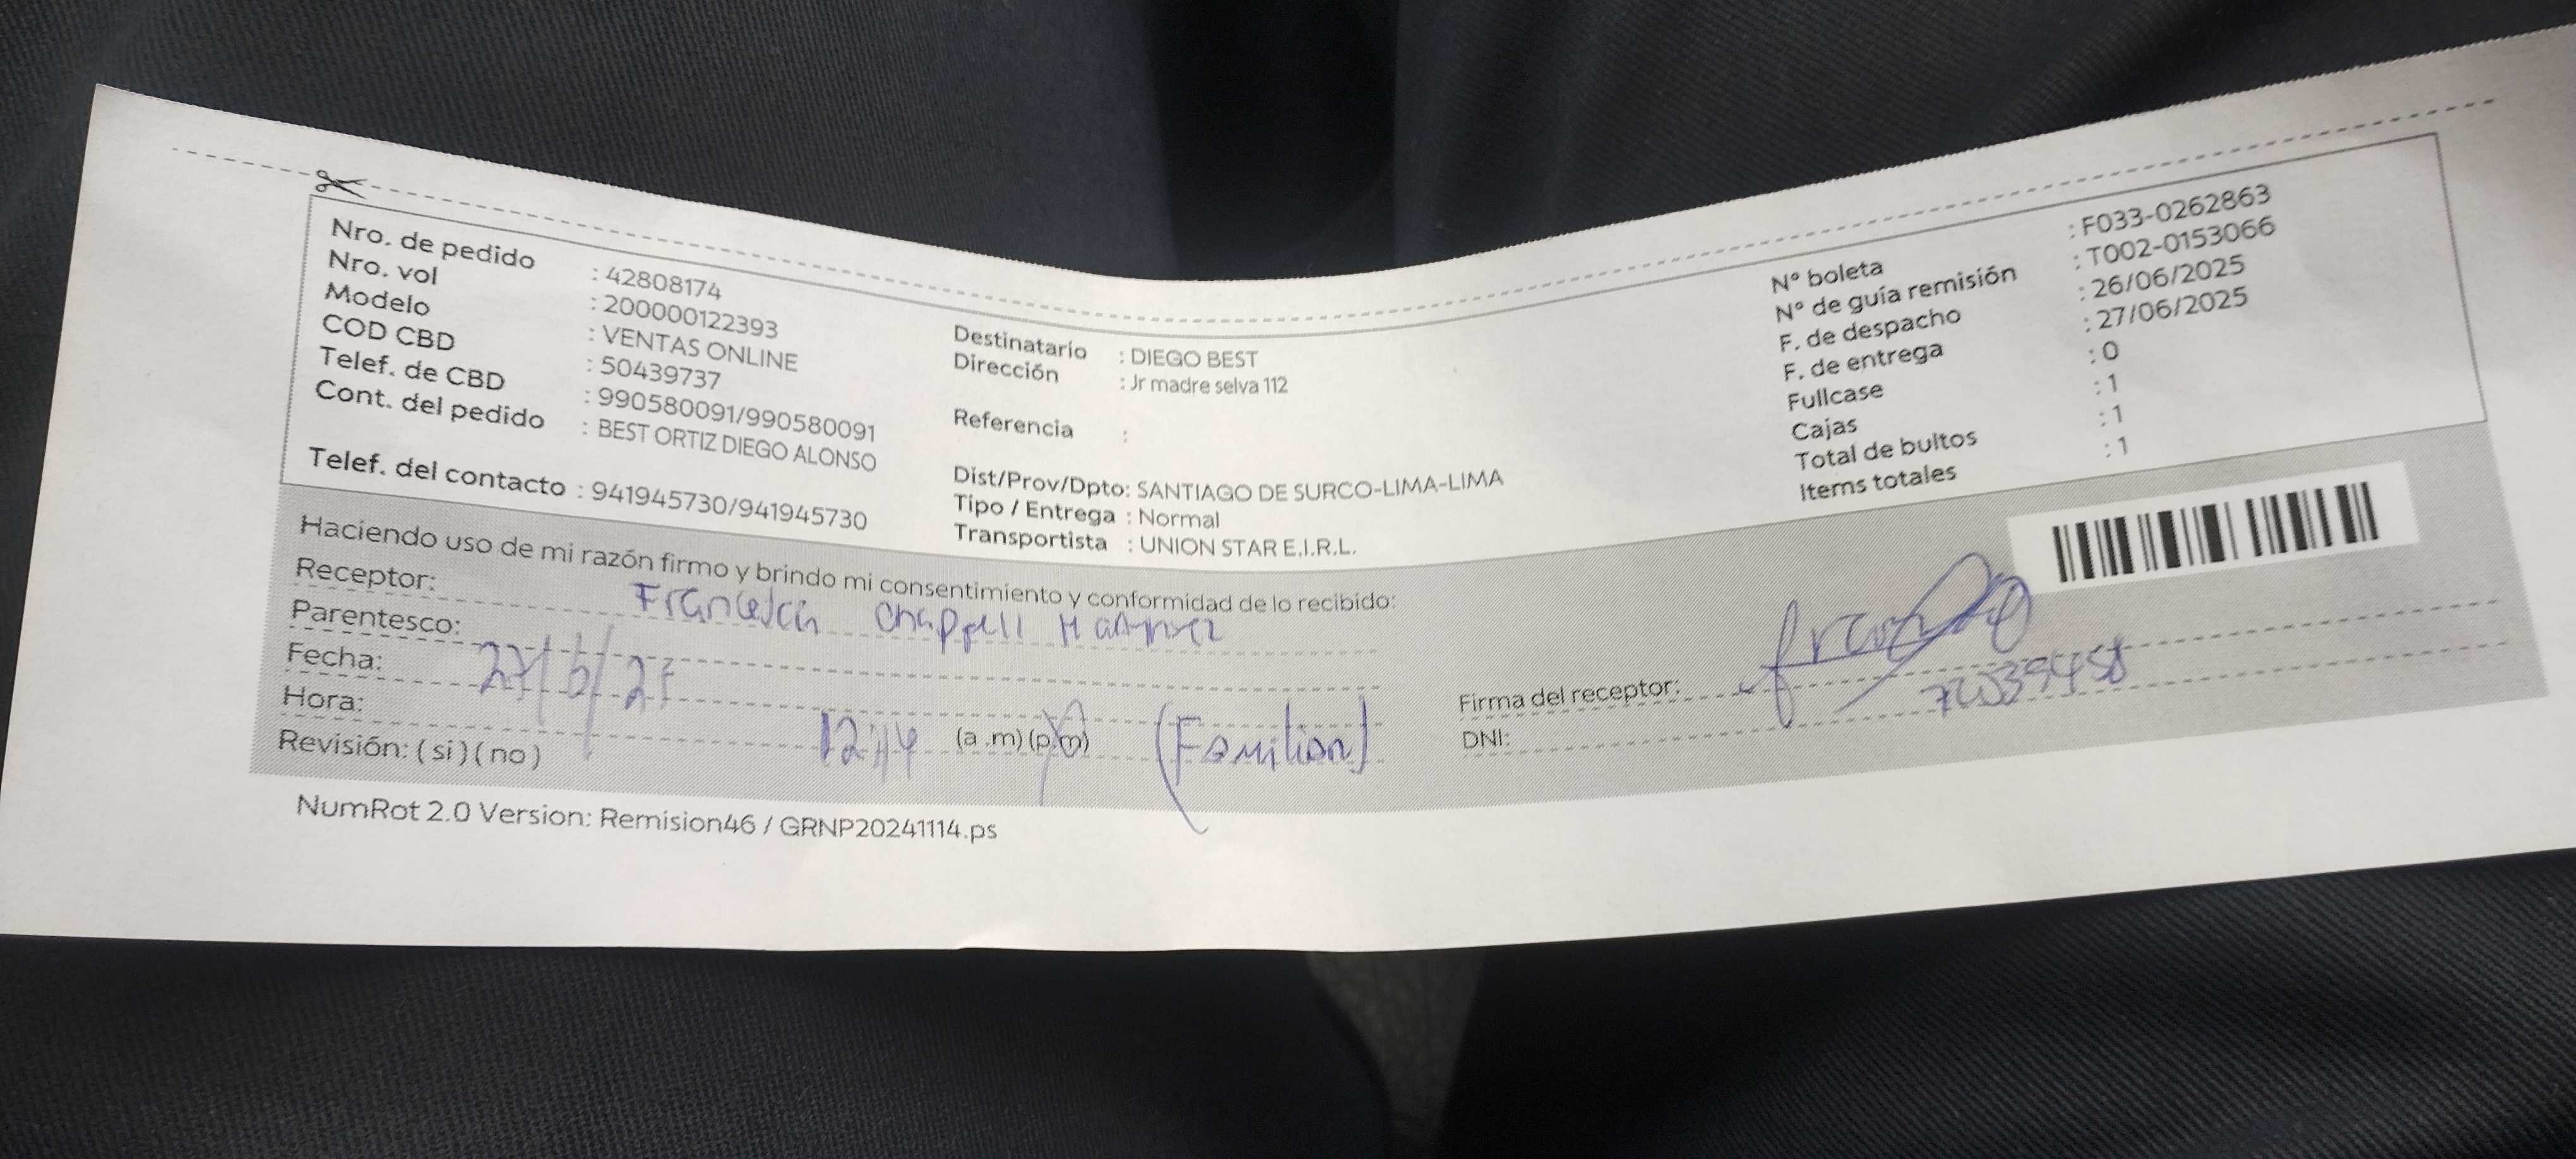 Nro. de pedido : 42808174
Nro. vol : 200000122393
Modelo : VENTAS ONLINE
COD CBD : 50439737
Telef. de CBD : 990580091/990580091
Cont. del pedido : BEST ORTIZ DIEGO ALONSO
Telef. del contacto : 941945730/941945730
Destinatario : DIEGO BEST
Dirección : Jr madre selva 112
Referencia :
Dist/Prov/Dpto: SANTIAGO DE SURCO-LIMA-LIMA
Tipo / Entrega : Normal
Transportista : UNION STAR E.I.R.L.
N° boleta : F033-0262863
N° de guía remisión : T002-0153066
F. de despacho : 26/06/2025
F. de entrega : 27/06/2025
Fullcase : 0
Cajas : 1
Total de bultos : 1
Items totales : 1
Haciendo uso de mi razón firmo y brindo mi consentimiento y conformidad de lo recibido:
Receptor: Chappell
Parentesco:
Fecha:
Hora: (a .m) (p.m)
Revisión: ( si ) ( no )
Firma del receptor:
DNI:
NumRot 2.0 Version: Remision46 / GRNP20241114.ps